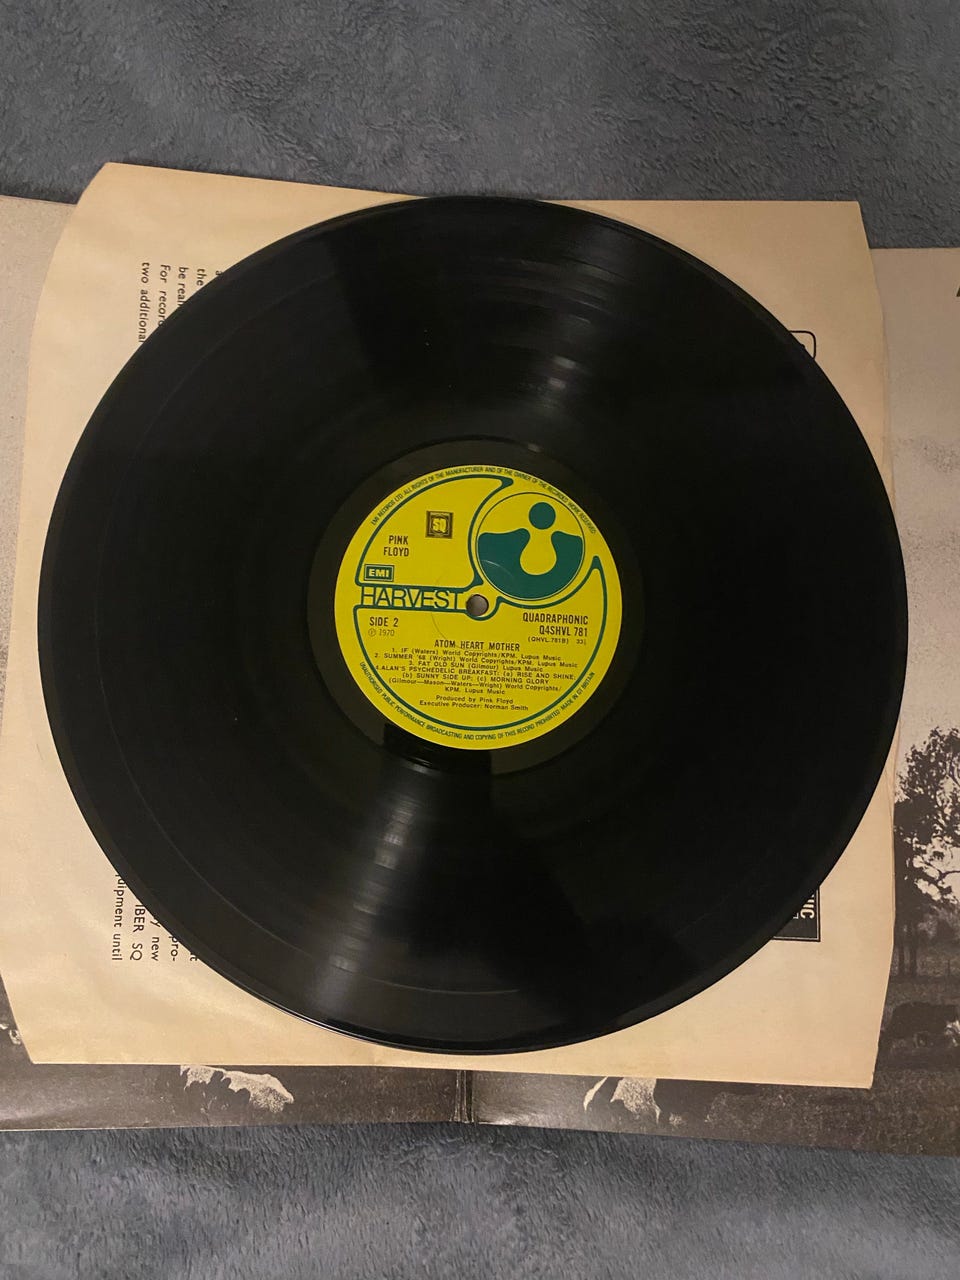 EMI RECORDS LTD. ALL RIGHTS OF THE MANUFACTURER AND OF THE OWNER OF THE RECORDED WORK RESERVED
SQ
PINK
FLOYD
EMI
HARVEST
SIDE 2
Ⓟ 1970
QUADRAPHONIC
Q4SHVL 781
(QHVL.781B) 33⅓
ATOM HEART MOTHER
1. IF (Waters) World Copyrights/KPM. Lupus Music
2. SUMMER '68 (Wright) World Copyrights/KPM. Lupus Music
3. FAT OLD SUN (Gilmour) Lupus Music
4.ALAN'S PSYCHEDELIC BREAKFAST: (a) RISE AND SHINE,
(b) SUNNY SIDE UP; (c) MORNING GLORY
(Gilmour—Mason—Waters—Wright) World Copyrights/
KPM. Lupus Music
Produced by Pink Floyd
Executive Producer: Norman Smith
UNAUTHORISED PUBLIC PERFORMANCE BROADCASTING AND COPYING OF THIS RECORD PROHIBITED. MADE IN GT BRITAIN
the
be real
For record
two additional
pro-
y new
IBER SQ
quipment until
NIC